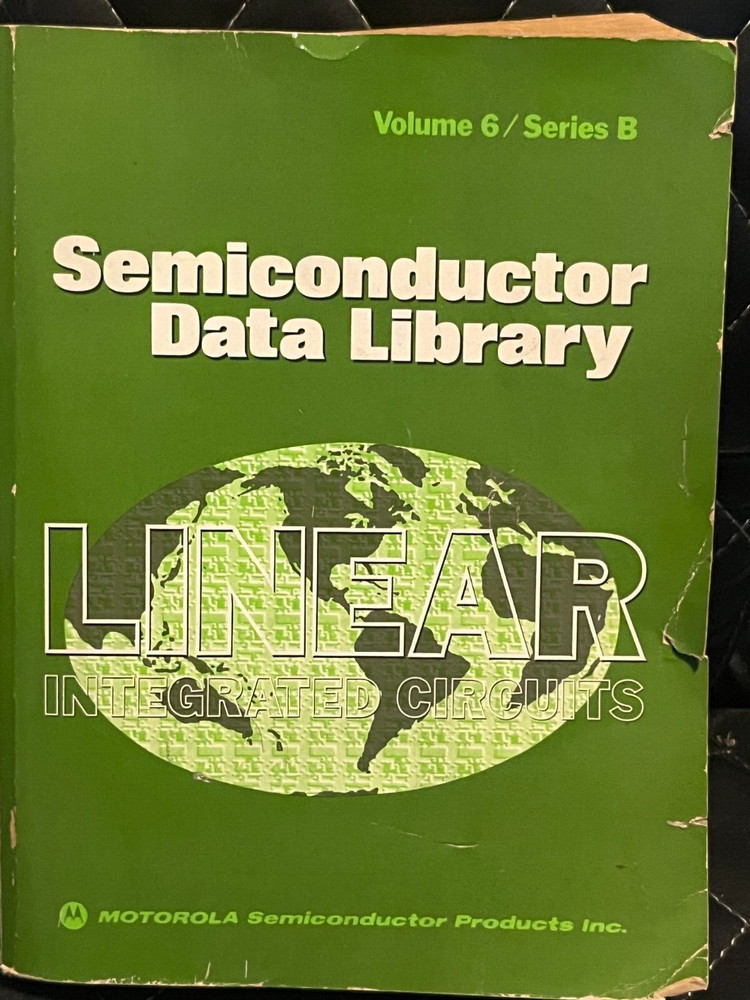 Volume 6 / Series B
Semiconductor
Data Library
LINEAR
INTEGRATED CIRCUITS
MOTOROLA Semiconductor Products Inc.